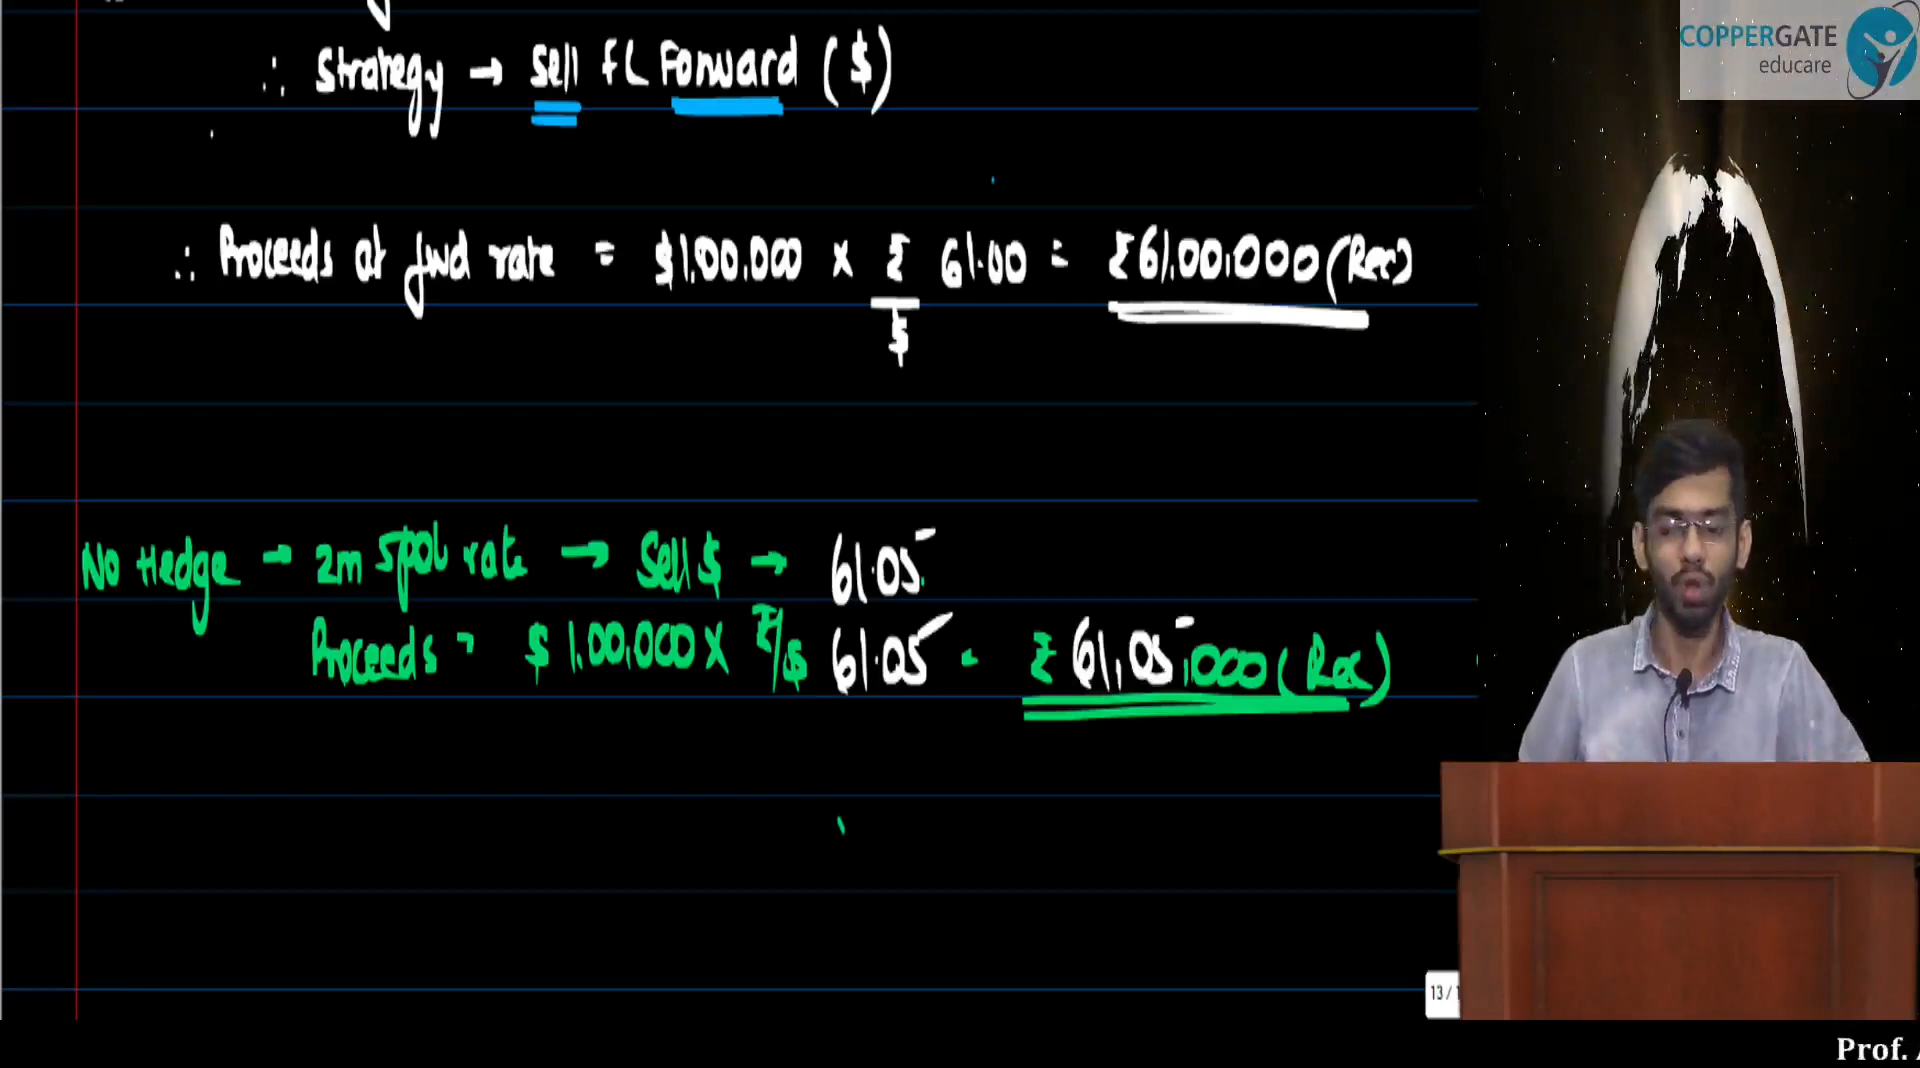 COPPERGATE
educare
∴ Strategy → Sell FC Forward ($)
∴ Proceeds at fwd rate = $1,00,000 x ₹/$ 61.00 = ₹61,00,000 (Rec)
No Hedge - 2m Spot rate → Sell $ → 61.05
Proceeds = $1,00,000 x ₹/$ 61.05 = ₹61,05,000 (Rec)
13/1
Prof.